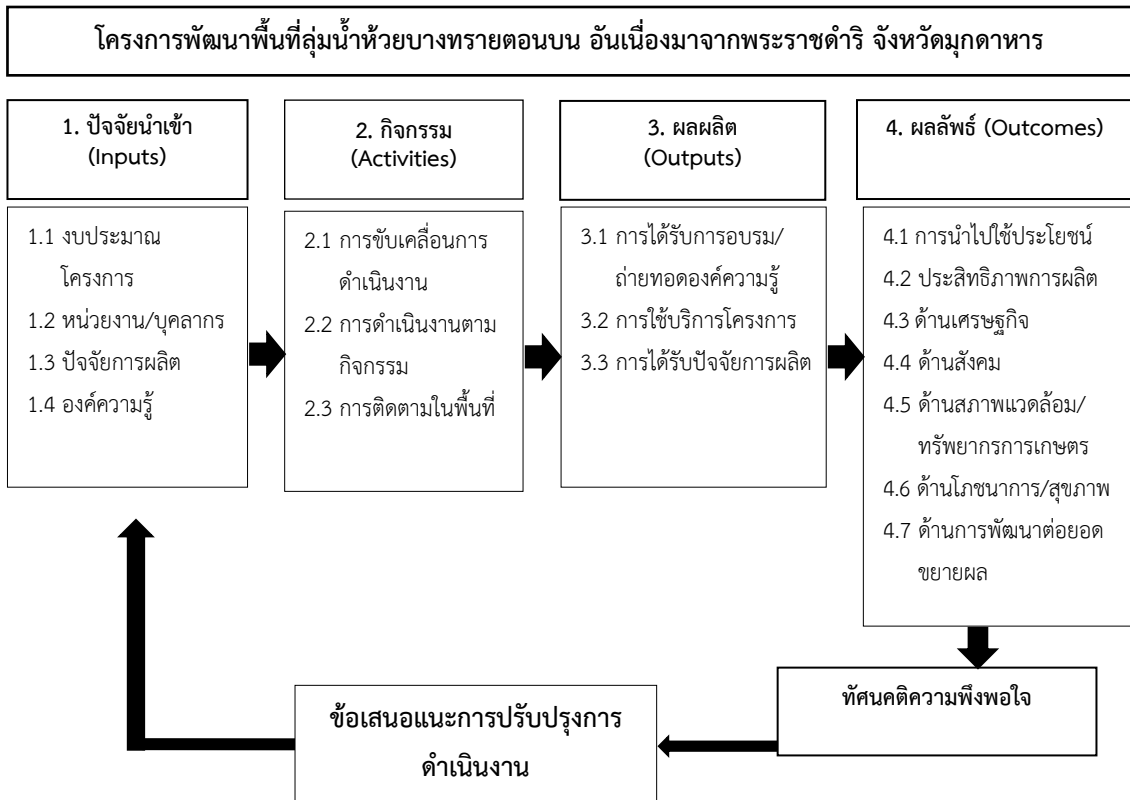 โครงการพัฒนาพื้นที่ลุ่มน้ำห้วยบางทรายตอนบน อันเนื่องมาจากพระราชดำริ จังหวัดมุกดาหาร
1. ปัจจัยนำเข้า
(Inputs)
1.1 งบประมาณ
โครงการ
1.2 หน่วยงาน/บุคลากร
1.3 ปัจจัยการผลิต
1.4 องค์ความรู้
2. กิจกรรม
(Activities)
2.1 การขับเคลื่อนการ
ดำเนินงาน
2.2 การดำเนินงานตาม
กิจกรรม
2.3 การติดตามในพื้นที่
3. ผลผลิต
(Outputs)
3.1 การได้รับการอบรม/
ถ่ายทอดองค์ความรู้
3.2 การใช้บริการโครงการ
3.3 การได้รับปัจจัยการผลิต
4. ผลลัพธ์ (Outcomes)
4.1 การนำไปใช้ประโยชน์
4.2 ประสิทธิภาพการผลิต
4.3 ด้านเศรษฐกิจ
4.4 ด้านสังคม
4.5 ด้านสภาพแวดล้อม/
ทรัพยากรการเกษตร
4.6 ด้านโภชนาการ/สุขภาพ
4.7 ด้านการพัฒนาต่อยอด
ขยายผล
ทัศนคติความพึงพอใจ
ข้อเสนอแนะการปรับปรุงการ
ดำเนินงาน